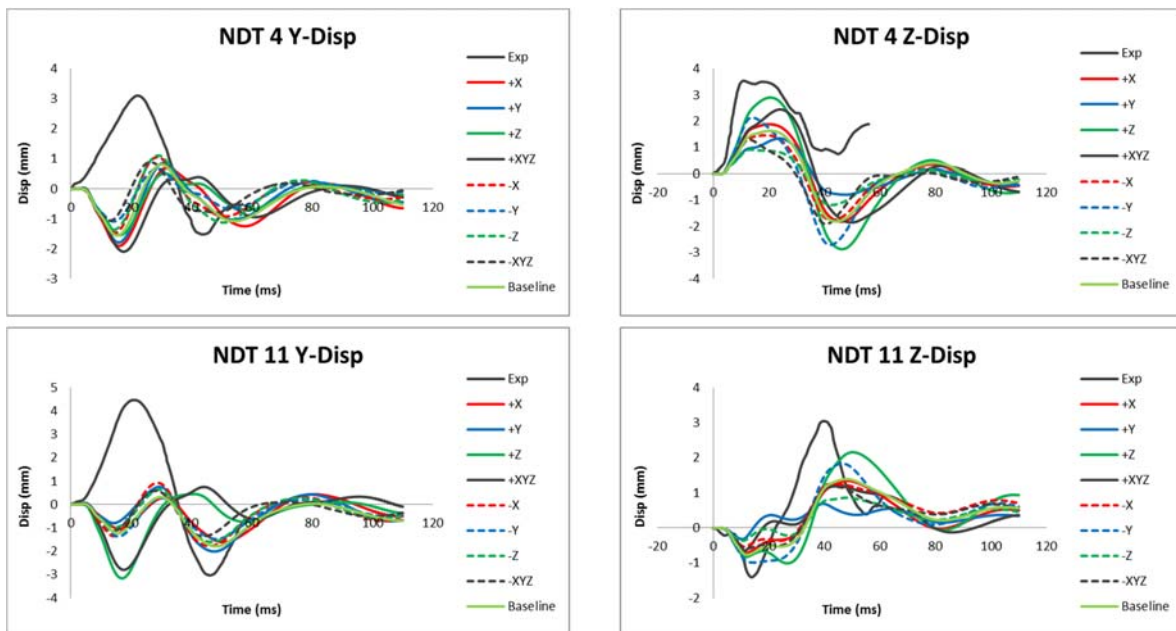 NDT 4 Y-Disp
Disp (mm)
4
3
2
1
0
-1
-2
-3
0
20
40
60
80
100
120
Time (ms)
Exp
+X
+Y
+Z
+XYZ
-X
-Y
-Z
-XYZ
Baseline
NDT 4 Z-Disp
Disp (mm)
4
3
2
1
0
-1
-2
-3
-4
-20
0
20
40
60
80
100
120
Time (ms)
Exp
+X
+Y
+Z
+XYZ
-X
-Y
-Z
-XYZ
Baseline
NDT 11 Y-Disp
Disp (mm)
5
4
3
2
1
0
-1
-2
-3
-4
0
20
40
60
80
100
120
Time (ms)
Exp
+X
+Y
+Z
+XYZ
-X
-Y
-Z
-XYZ
Baseline
NDT 11 Z-Disp
Disp (mm)
4
3
2
1
0
-1
-2
-20
0
20
40
60
80
100
120
Time (ms)
Exp
+X
+Y
+Z
+XYZ
-X
-Y
-Z
-XYZ
Baseline